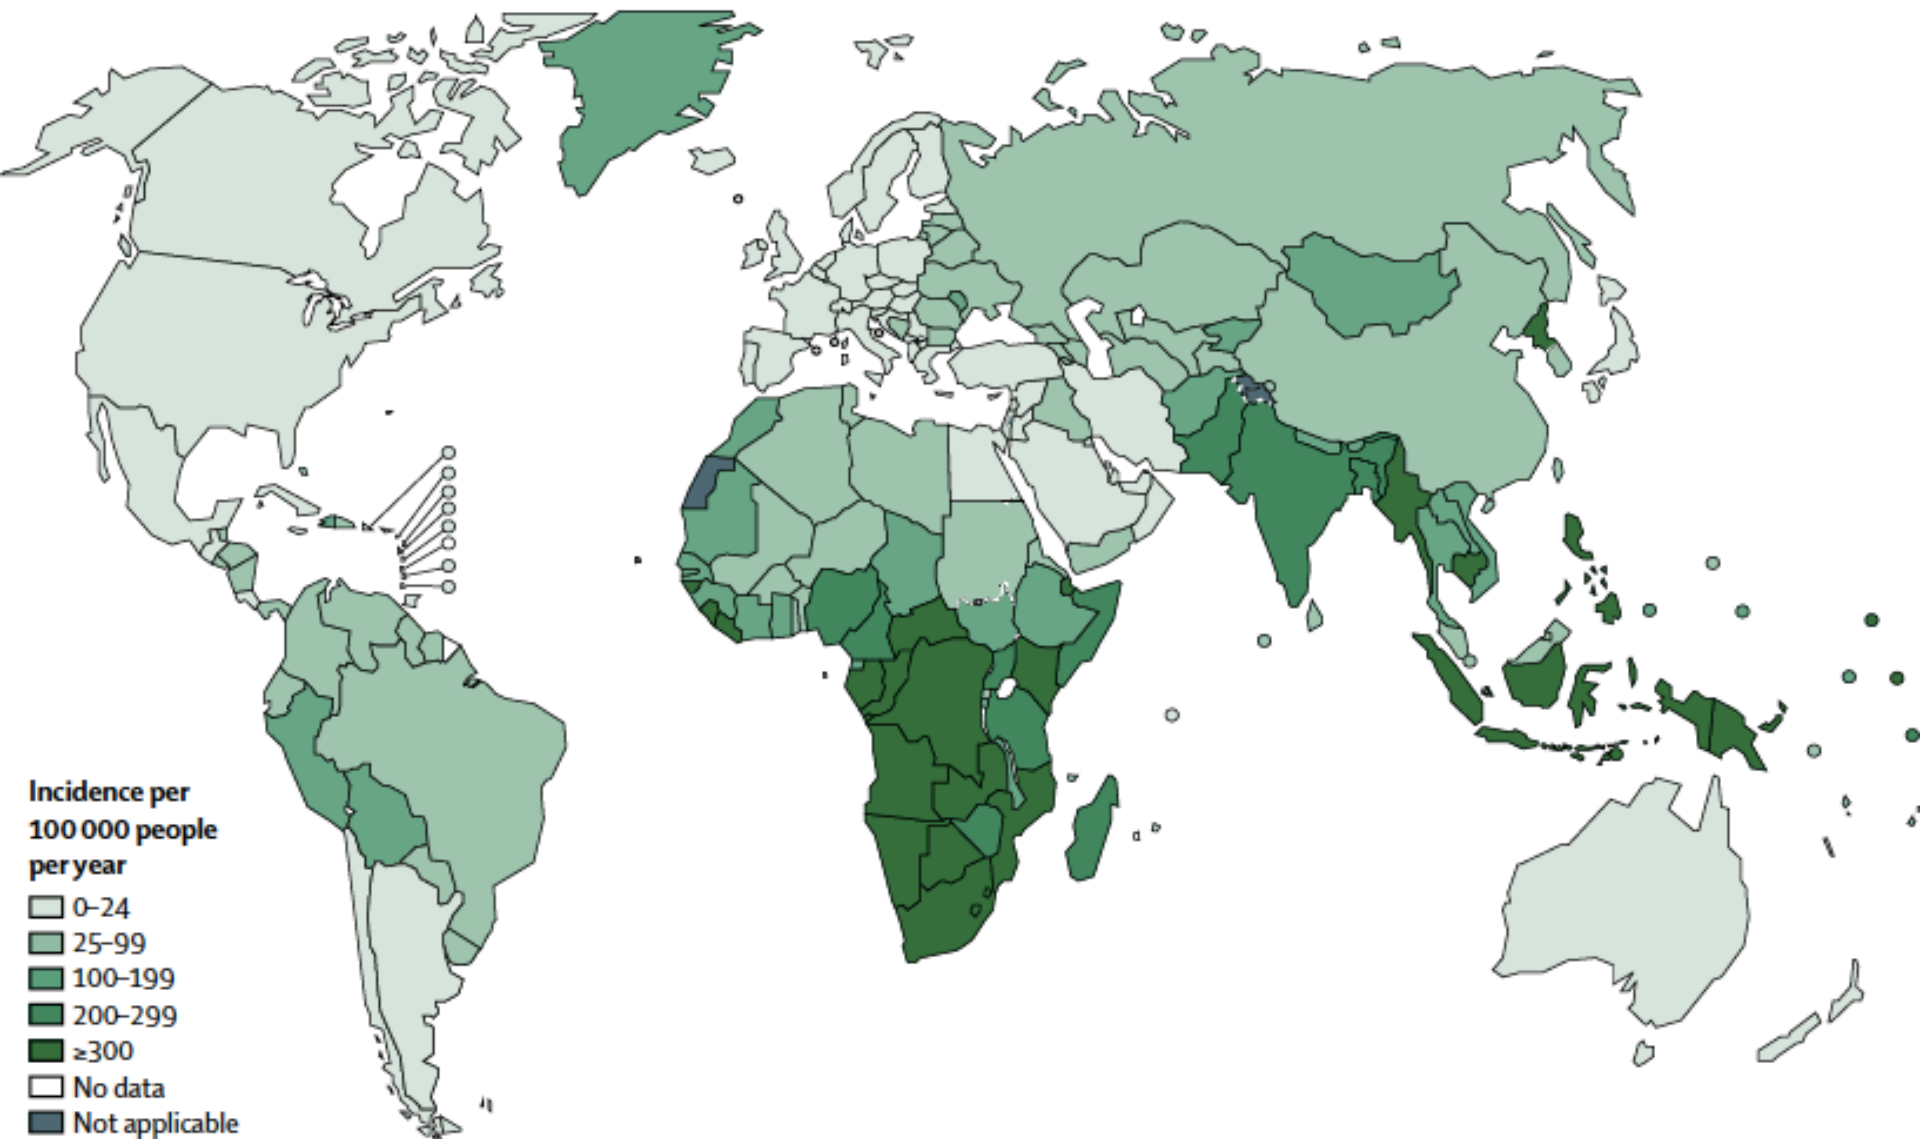 Incidence per
100 000 people
per year
0–24
25–99
100–199
200–299
≥300
No data
Not applicable